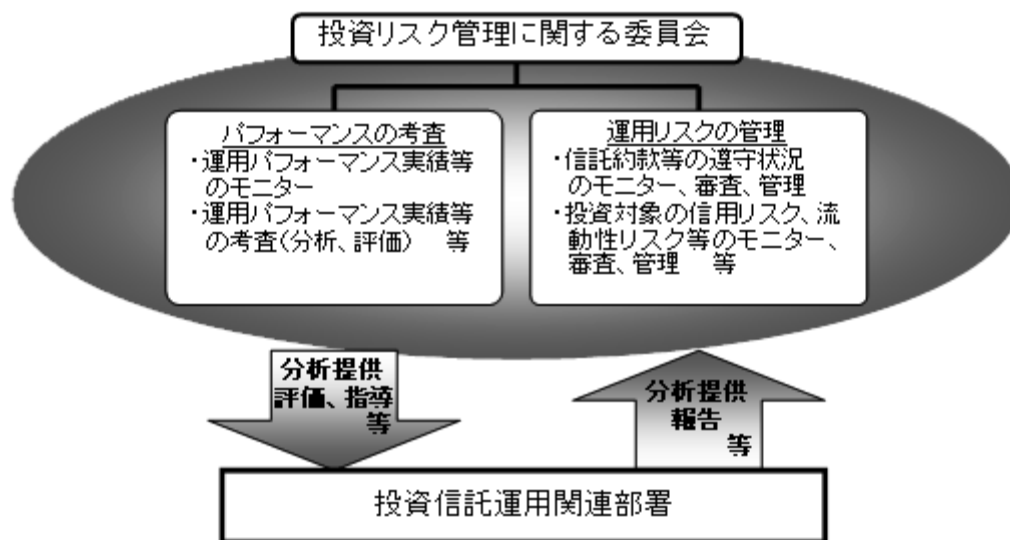 投資リスク管理に関する委員会
パフォーマンスの考査
・運用パフォーマンス実績等
のモニター
・運用パフォーマンス実績等
の考査(分析、評価) 等
運用リスクの管理
・信託約款等の遵守状況
のモニター、審査、管理
・投資対象の信用リスク、流
動性リスク等のモニター、
審査、管理 等
分析提供
評価、指導
等
分析提供
報告
等
投資信託運用関連部署